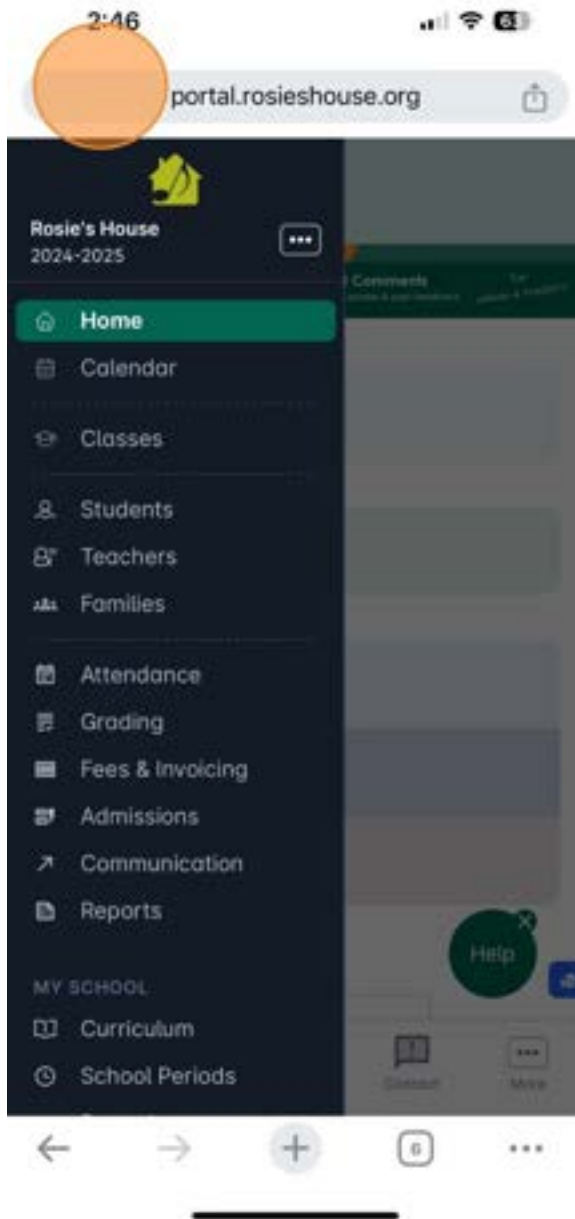 2:46
portal.rosieshouse.org
Rosie's House
2024-2025
Comments
Home
Calendar
Classes
Students
Teachers
Families
Attendance
Grading
Fees & Invoicing
Admissions
Communication
Reports
Help
MY SCHOOL
Curriculum
School Periods
Connect
More
6